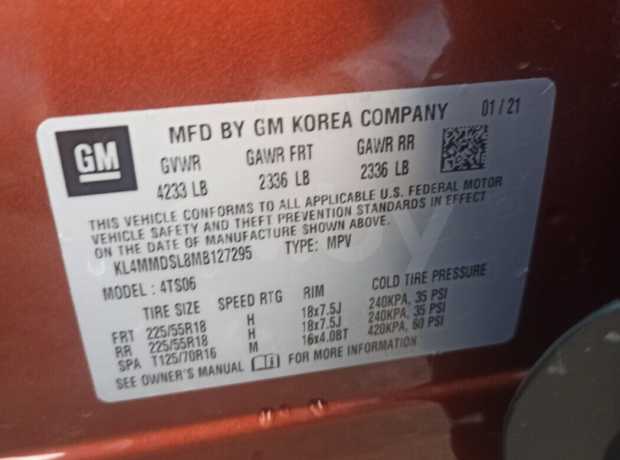 GM
MFD BY GM KOREA COMPANY 01 / 21
GVWR GAWR FRT GAWR RR
4233 LB 2336 LB 2336 LB
THIS VEHICLE CONFORMS TO ALL APPLICABLE U.S. FEDERAL MOTOR
VEHICLE SAFETY AND THEFT PREVENTION STANDARDS IN EFFECT
ON THE DATE OF MANUFACTURE SHOWN ABOVE.
KL4MMDSL8MB127295 TYPE: MPV
MODEL : 4TS06
TIRE SIZE SPEED RTG RIM COLD TIRE PRESSURE
FRT 225/55R18 H 18x7.5J 240KPA, 35 PSI
RR 225/55R18 H 18x7.5J 240KPA, 35 PSI
SPA T125/70R16 M 16x4.0BT 420KPA, 60 PSI
SEE OWNER'S MANUAL FOR MORE INFORMATION